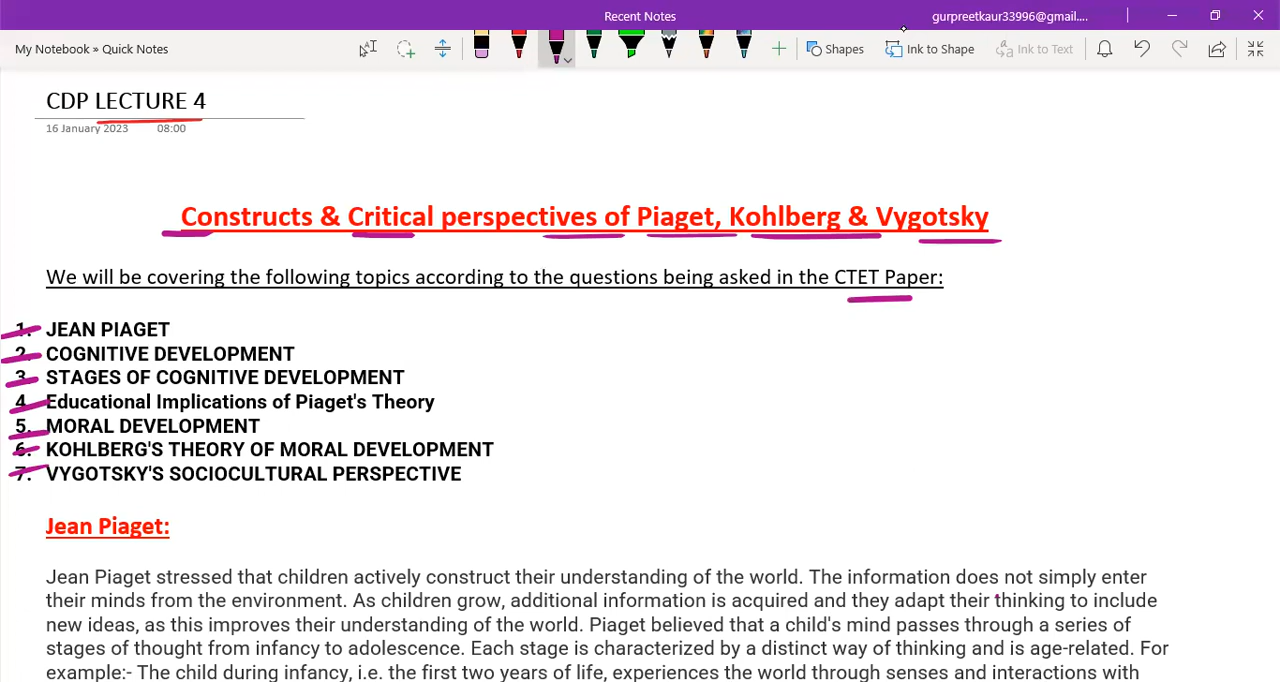 Recent Notes
gurpreetkaur33996@gmail....
My Notebook » Quick Notes
Shapes
Ink to Shape
Ink to Text
CDP LECTURE 4
16 January 2023 08:00
Constructs & Critical perspectives of Piaget, Kohlberg & Vygotsky
We will be covering the following topics according to the questions being asked in the CTET Paper:
1. JEAN PIAGET
2. COGNITIVE DEVELOPMENT
3. STAGES OF COGNITIVE DEVELOPMENT
4. Educational Implications of Piaget's Theory
5. MORAL DEVELOPMENT
6. KOHLBERG'S THEORY OF MORAL DEVELOPMENT
7. VYGOTSKY'S SOCIOCULTURAL PERSPECTIVE
Jean Piaget:
Jean Piaget stressed that children actively construct their understanding of the world. The information does not simply enter
their minds from the environment. As children grow, additional information is acquired and they adapt their thinking to include
new ideas, as this improves their understanding of the world. Piaget believed that a child's mind passes through a series of
stages of thought from infancy to adolescence. Each stage is characterized by a distinct way of thinking and is age-related. For
example:- The child during infancy, i.e. the first two years of life, experiences the world through senses and interactions with